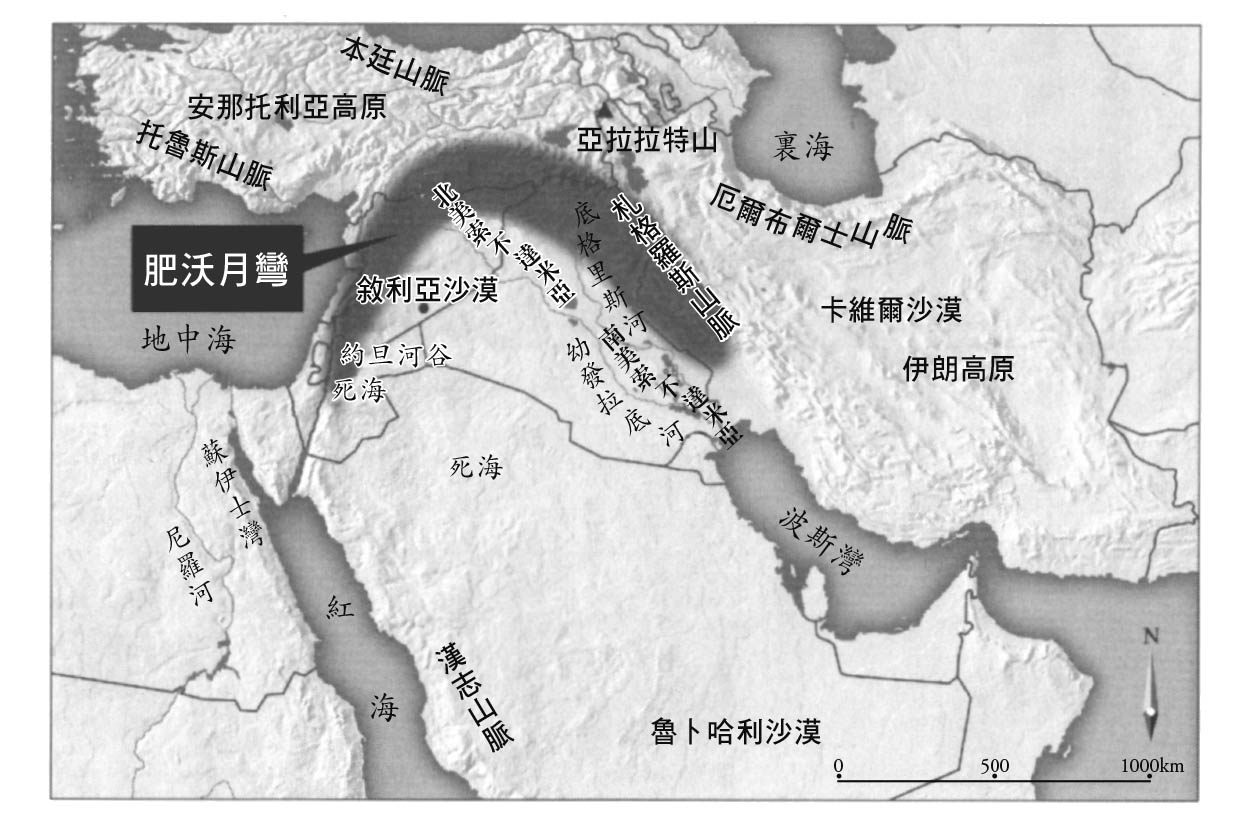 本廷山脈
安那托利亞高原
托魯斯山脈
亞拉拉特山
裏海
厄爾布爾士山脈
北美索不達米亞
底格里斯河
札格羅斯山脈
肥沃月彎
敘利亞沙漠
卡維爾沙漠
地中海
約旦河谷
死海
幼發拉底河
南美索不達米亞
伊朗高原
死海
蘇伊士灣
尼羅河
波斯灣
紅海
漢志山脈
魯卜哈利沙漠
N
0 500 1000km